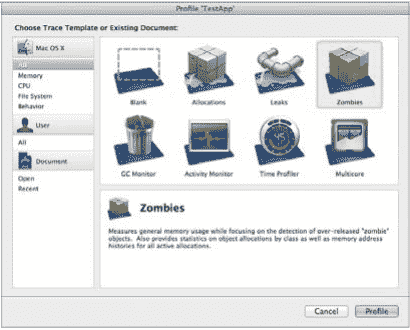 Profile 'TestApp'
Choose Trace Template or Existing Document:
Mac OS X
All
Memory
CPU
File System
Behavior
User
All
Document
Open
Recent
Blank
Allocations
Leaks
Zombies
GC Monitor
Activity Monitor
Time Profiler
Multicore
Zombies
Measures general memory usage while focusing on the detection of over-released "zombie"
objects. Also provides statistics on object allocations by class as well as memory address
histories for all active allocations.
Cancel
Profile